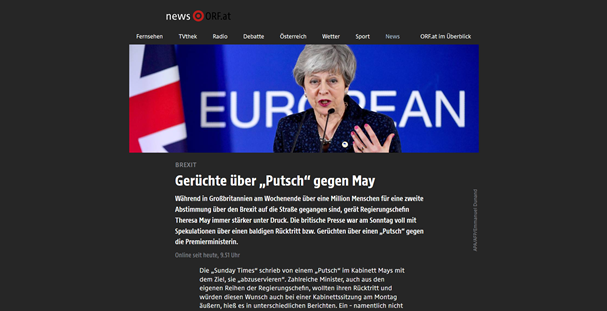 news ORF.at
Fernsehen TVthek Radio Debatte Österreich Wetter Sport News ORF.at im Überblick
EUROPEAN
BREXIT
Gerüchte über „Putsch“ gegen May
Während in Großbritannien am Wochenende über eine Million Menschen für eine zweite
Abstimmung über den Brexit auf die Straße gegangen sind, gerät Regierungschefin
Theresa May immer stärker unter Druck. Die britische Presse war am Sonntag voll mit
Spekulationen über einen baldigen Rücktritt bzw. Gerüchten über einen „Putsch“ gegen
die Premierministerin.
Online seit heute, 9.51 Uhr
Die „Sunday Times“ schrieb von einem „Putsch“ im Kabinett Mays mit
dem Ziel, sie „abzuservieren“. Zahlreiche Minister, auch aus den
eigenen Reihen der Regierungschefin, wollten ihren Rücktritt und
würden diesen Wunsch auch bei einer Kabinettssitzung am Montag
äußern, hieß es in unterschiedlichen Berichten. Ein - namentlich nicht